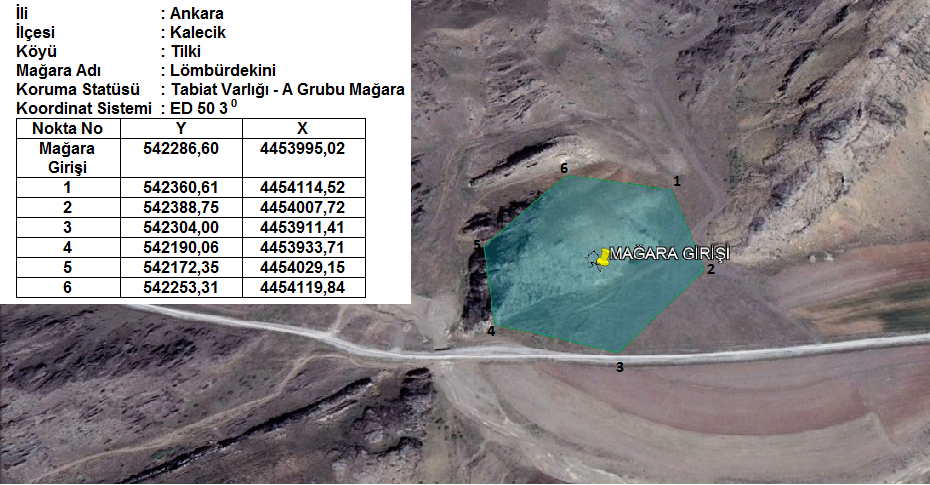 İli : Ankara
İlçesi : Kalecik
Köyü : Tilki
Mağara Adı : Lömbürdekini
Koruma Statüsü : Tabiat Varlığı - A Grubu Mağara
Koordinat Sistemi : ED 50 3 0
Nokta No Y X
Mağara Girişi 542286,60 4453995,02
1 542360,61 4454114,52
2 542388,75 4454007,72
3 542304,00 4453911,41
4 542190,06 4453933,71
5 542172,35 4454029,15
6 542253,31 4454119,84
6
1
5
MAĞARA GİRİŞİ
2
4
3